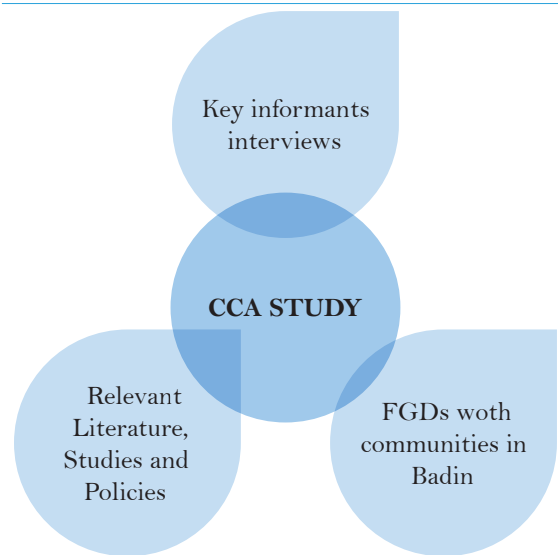 Key informants
interviews
CCA STUDY
Relevant
Literature,
Studies and
Policies
FGDs woth
communities in
Badin